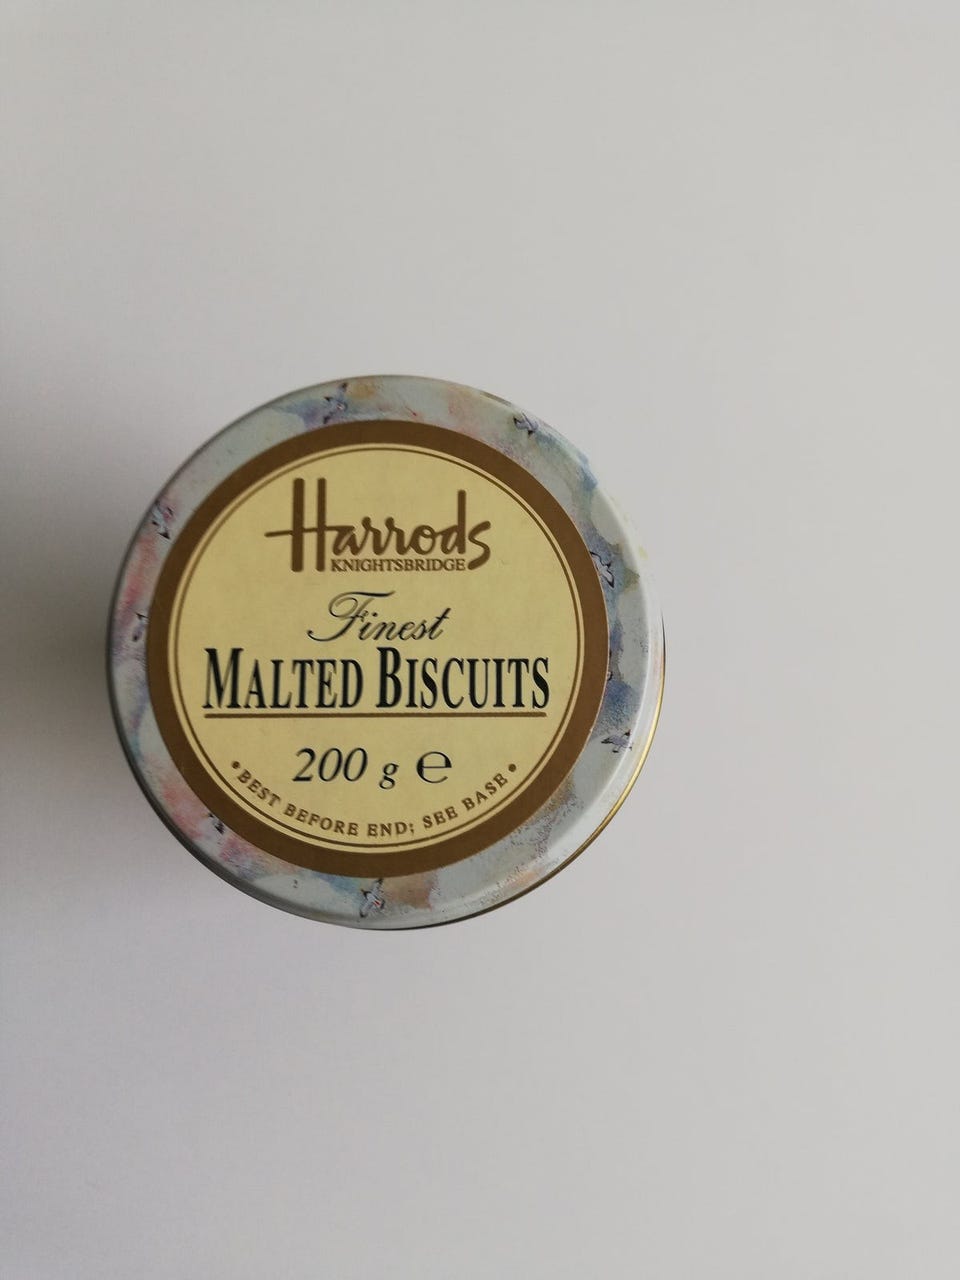 Harrods
KNIGHTSBRIDGE
Finest
MALTED BISCUITS
200 g ℮
• BEST BEFORE END; SEE BASE •